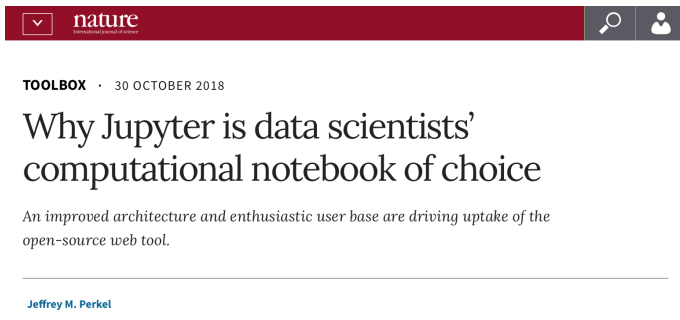 nature
International journal of science
TOOLBOX · 30 OCTOBER 2018
Why Jupyter is data scientists’
computational notebook of choice
An improved architecture and enthusiastic user base are driving uptake of the
open-source web tool.
Jeffrey M. Perkel